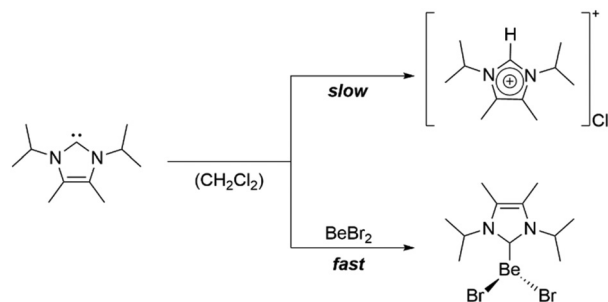 H
+
N
N
+
slow
Cl
••
N
N
(CH₂Cl₂)
BeBr₂
fast
N
N
Be
Br
Br